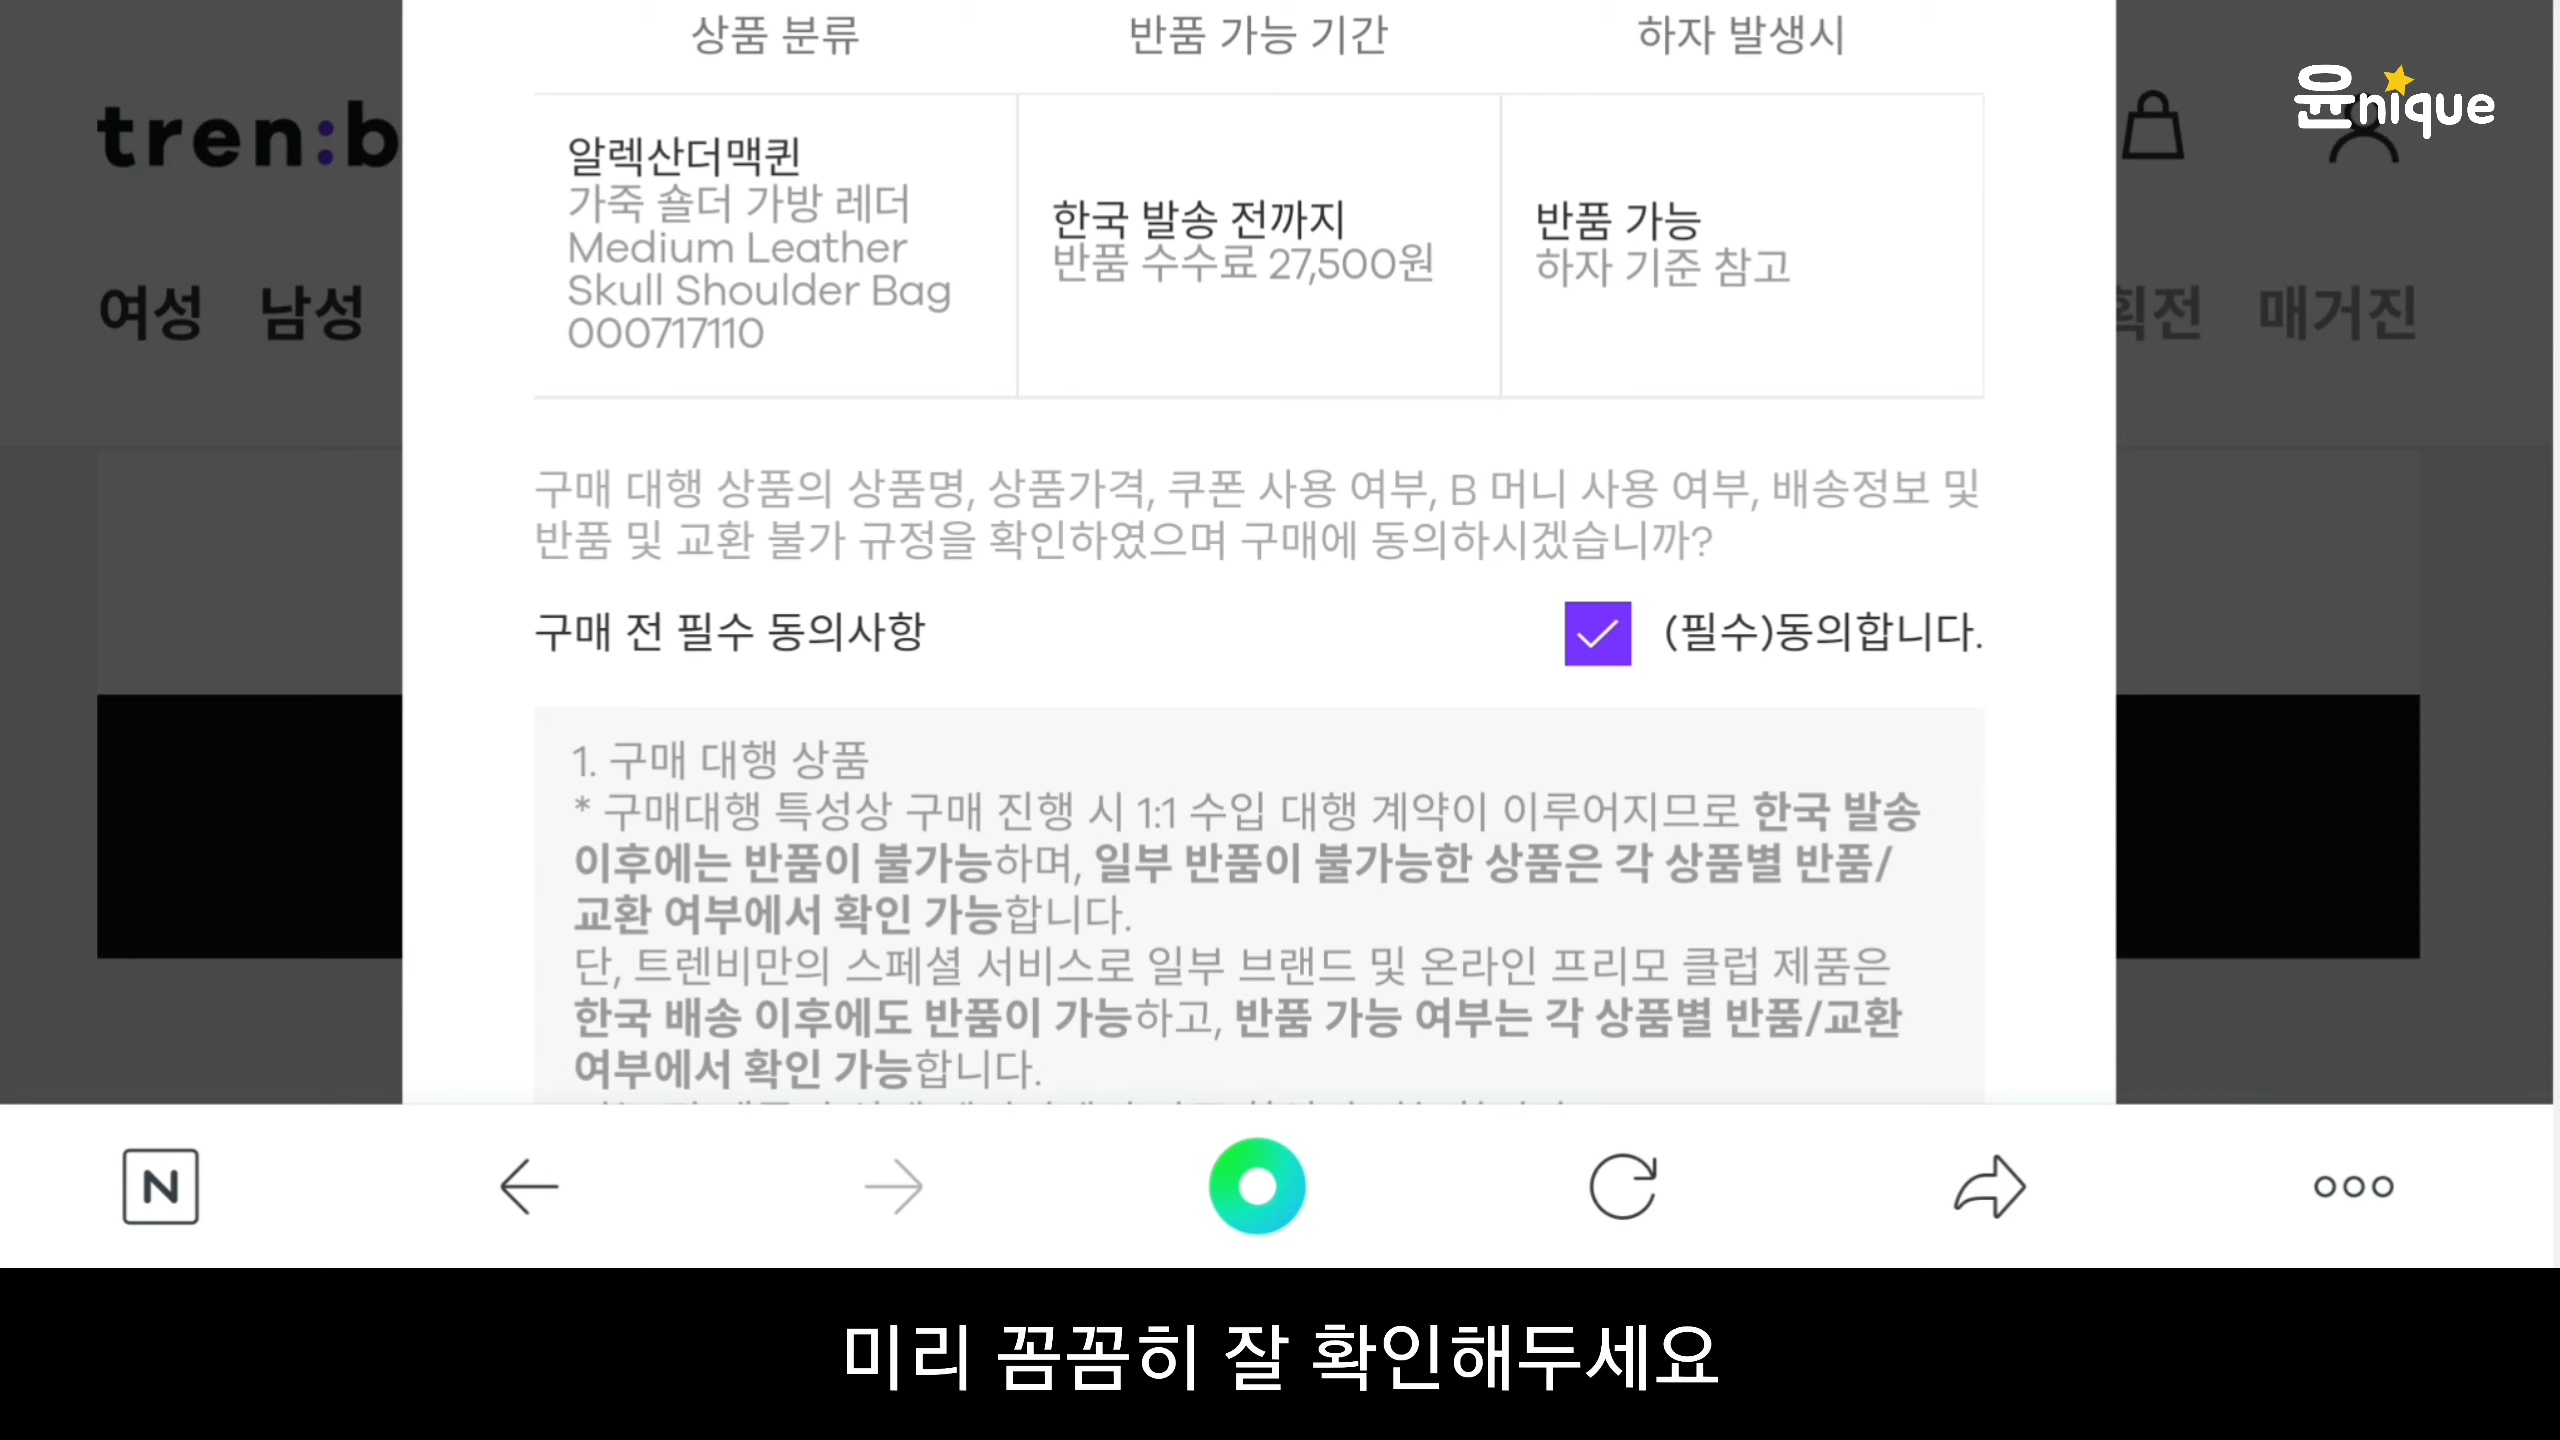 상품 분류
반품 가능 기간
하자 발생시
tren:b
윤nique
여성 남성
획전 매거진
알렉산더맥퀸
가죽 숄더 가방 레더
Medium Leather
Skull Shoulder Bag
000717110
한국 발송 전까지
반품 수수료 27,500원
반품 가능
하자 기준 참고
구매 대행 상품의 상품명, 상품가격, 쿠폰 사용 여부, B 머니 사용 여부, 배송정보 및
반품 및 교환 불가 규정을 확인하였으며 구매에 동의하시겠습니까?
구매 전 필수 동의사항
(필수)동의합니다.
1. 구매 대행 상품
* 구매대행 특성상 구매 진행 시 1:1 수입 대행 계약이 이루어지므로 한국 발송
이후에는 반품이 불가능하며, 일부 반품이 불가능한 상품은 각 상품별 반품/
교환 여부에서 확인 가능합니다.
단, 트렌비만의 스페셜 서비스로 일부 브랜드 및 온라인 프리모 클럽 제품은
한국 배송 이후에도 반품이 가능하고, 반품 가능 여부는 각 상품별 반품/교환
여부에서 확인 가능합니다.
N
미리 꼼꼼히 잘 확인해두세요